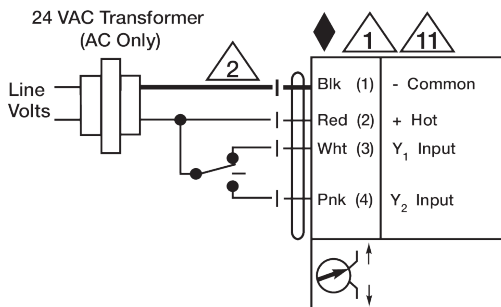 24 VAC Transformer
(AC Only)
Line
Volts
2
1
11
Blk (1) - Common
Red (2) + Hot
Wht (3) Y1 Input
Pnk (4) Y2 Input